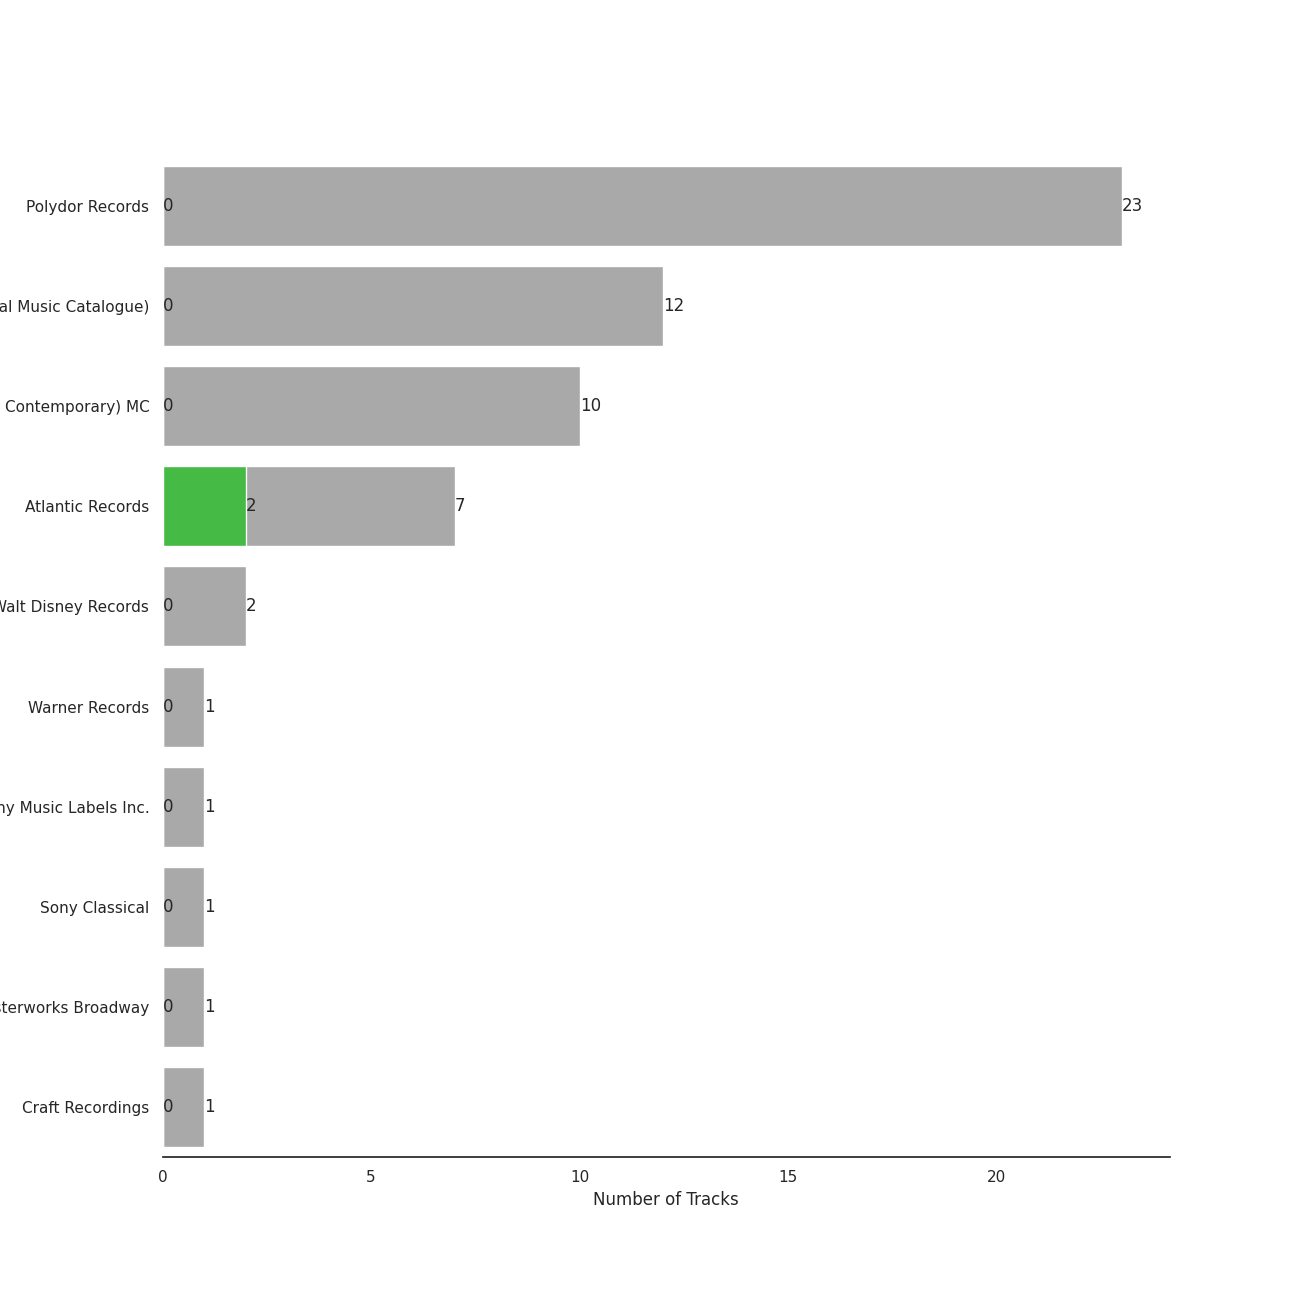 Polydor Records 0 23
al Music Catalogue) 0 12
Contemporary) MC 0 10
Atlantic Records 2 7
Walt Disney Records 0 2
Warner Records 0 1
ny Music Labels Inc. 0 1
Sony Classical 0 1
sterworks Broadway 0 1
Craft Recordings 0 1
0 5 10 15 20
Number of Tracks